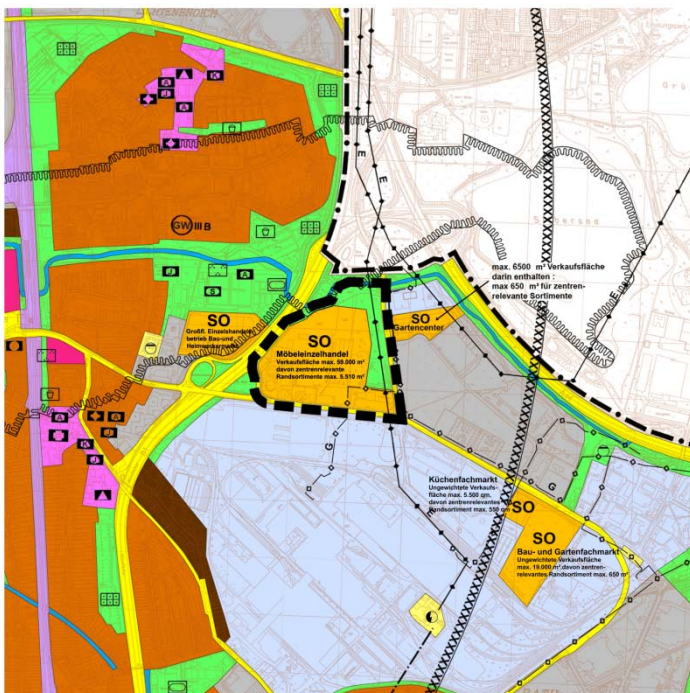 K
A
J
A
E
E
GW III B
J
A
S
max. 6500 m² Verkaufsfläche
darin enthalten :
max 650 m² für zentren-
relevante Sortimente
E
SO
Großfl. Einzelhandels-
betrieb Bau-und
SO
Gartencenter
SO
Möbeleinzelhandel
Verkaufsfläche max. 50.000 m²
davon zentrenrelevante
Randsortimente max. 5.510 m²
A
A
K
J
J
G
G
Küchenfachmarkt
Ungewichtete Verkaufs-
fläche max. 5.500 qm,
davon zentrenrelevantes
Randsortiment max. 550 qm
SO
E
SO
Bau- und Gartenfachmarkt
Ungewichtete Verkaufsfläche
max. 19.000 m² davon zentren-
relevantes Randsortiment max. 650 m²